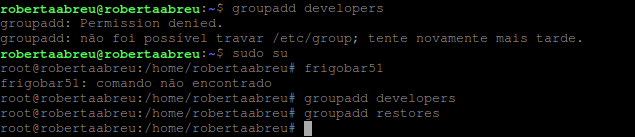 robertaabreu@robertaabreu:~$ groupadd developers
groupadd: Permission denied.
groupadd: não foi possível travar /etc/group; tente novamente mais tarde.
robertaabreu@robertaabreu:~$ sudo su
root@robertaabreu:/home/robertaabreu# frigobar51
frigobar51: comando não encontrado
root@robertaabreu:/home/robertaabreu# groupadd developers
root@robertaabreu:/home/robertaabreu# groupadd restores
root@robertaabreu:/home/robertaabreu#